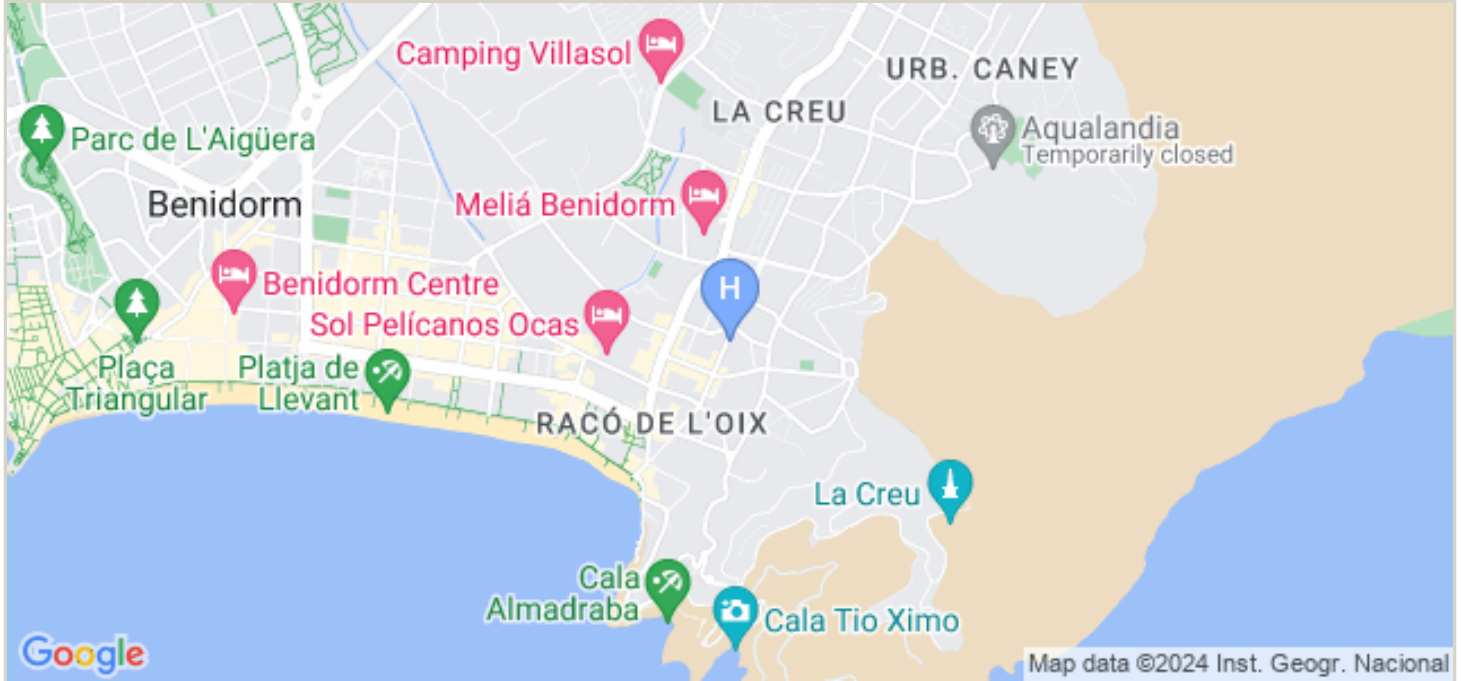 Camping Villasol
URB. CANEY
LA CREU
Aqualandia
Temporarily closed
Parc de L'Aigüera
Benidorm
Meliá Benidorm
Benidorm Centre
H
Sol Pelícanos Ocas
Plaça
Triangular
Platja de
Llevant
RACÓ DE L'OIX
La Creu
Cala
Almadraba
Cala Tio Ximo
Google
Map data ©2024 Inst. Geogr. Nacional